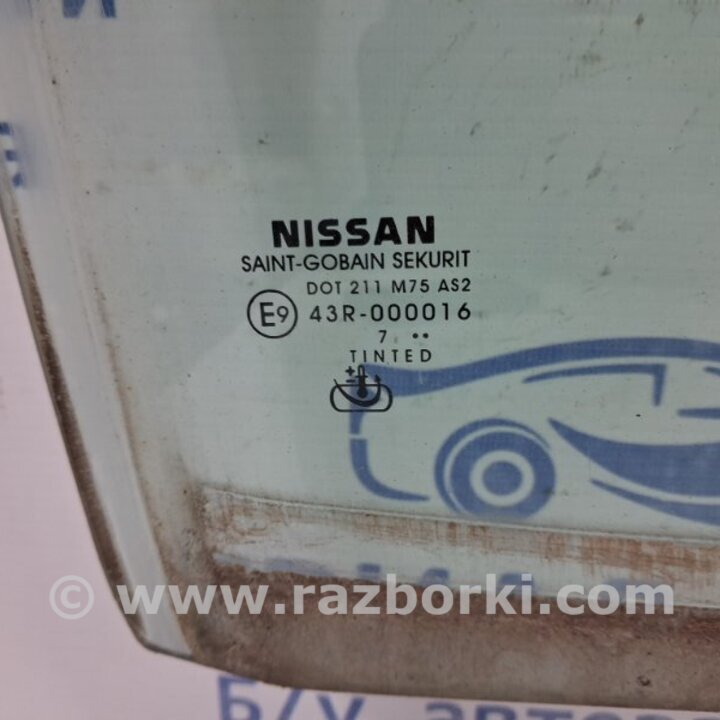 NISSAN
SAINT-GOBAIN SEKURIT
DOT 211 M75 AS2
E9 43R-000016
7 ..
TINTED
© www.razborki.com
Б/У